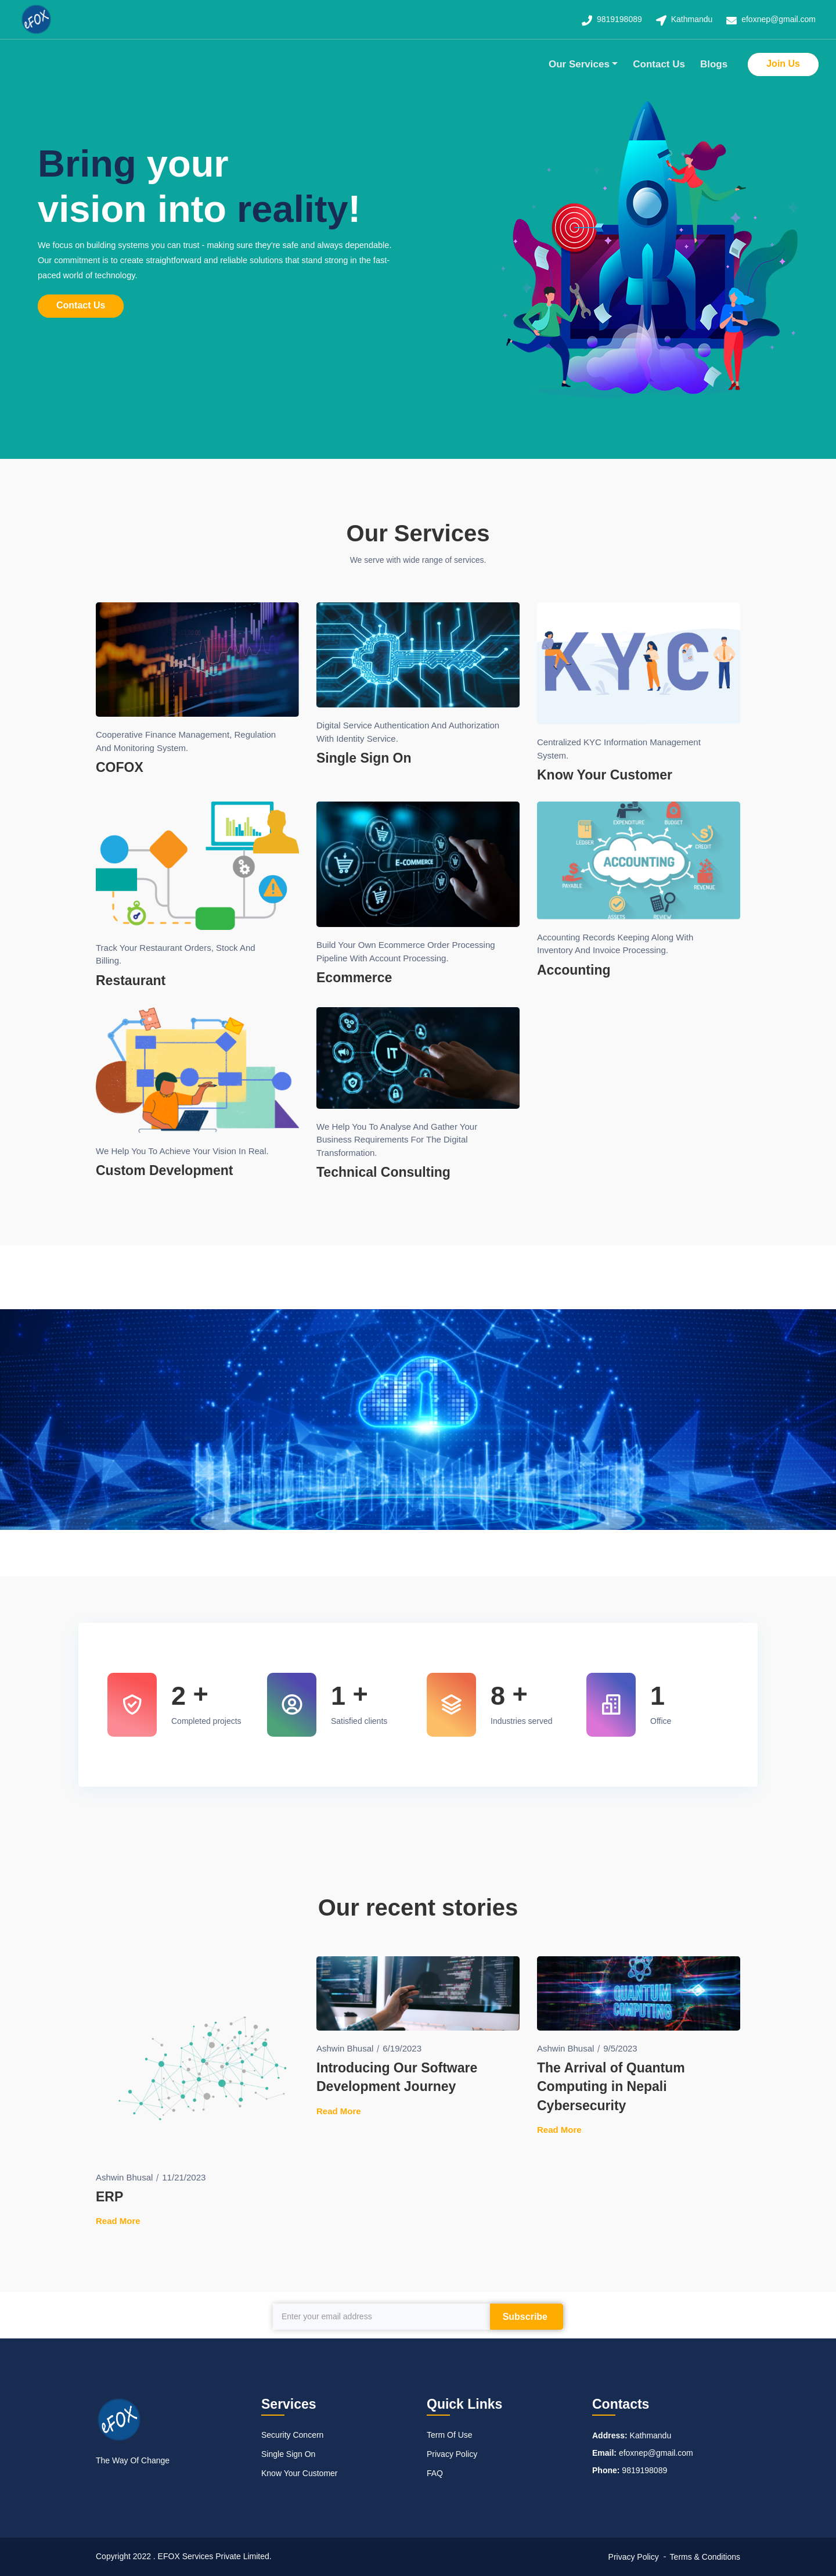 eFOX
9819198089 Kathmandu efoxnep@gmail.com
Our Services Contact Us Blogs Join Us
Bring your
vision into reality!
We focus on building systems you can trust - making sure they're safe and always dependable.
Our commitment is to create straightforward and reliable solutions that stand strong in the fast-
paced world of technology.
Contact Us
Our Services
We serve with wide range of services.
Cooperative Finance Management, Regulation
And Monitoring System.
COFOX
Digital Service Authentication And Authorization
With Identity Service.
Single Sign On
KYC
Centralized KYC Information Management
System.
Know Your Customer
Track Your Restaurant Orders, Stock And
Billing.
Restaurant
E-COMMERCE
Build Your Own Ecommerce Order Processing
Pipeline With Account Processing.
Ecommerce
EXPENDITURE
BUDGET
LEDGER
CREDIT
ACCOUNTING
PAYABLE
REVENUE
ASSETS
REVIEW
Accounting Records Keeping Along With
Inventory And Invoice Processing.
Accounting
We Help You To Achieve Your Vision In Real.
Custom Development
IT
We Help You To Analyse And Gather Your
Business Requirements For The Digital
Transformation.
Technical Consulting
2 +
Completed projects
1 +
Satisfied clients
8 +
Industries served
1
Office
Our recent stories
Ashwin Bhusal / 11/21/2023
ERP
Read More
Ashwin Bhusal / 6/19/2023
Introducing Our Software
Development Journey
Read More
QUANTUM
COMPUTING
Ashwin Bhusal / 9/5/2023
The Arrival of Quantum
Computing in Nepali
Cybersecurity
Read More
Enter your email address Subscribe
eFOX
The Way Of Change
Services
Security Concern
Single Sign On
Know Your Customer
Quick Links
Term Of Use
Privacy Policy
FAQ
Contacts
Address: Kathmandu
Email: efoxnep@gmail.com
Phone: 9819198089
Copyright 2022 . EFOX Services Private Limited.
Privacy Policy - Terms & Conditions